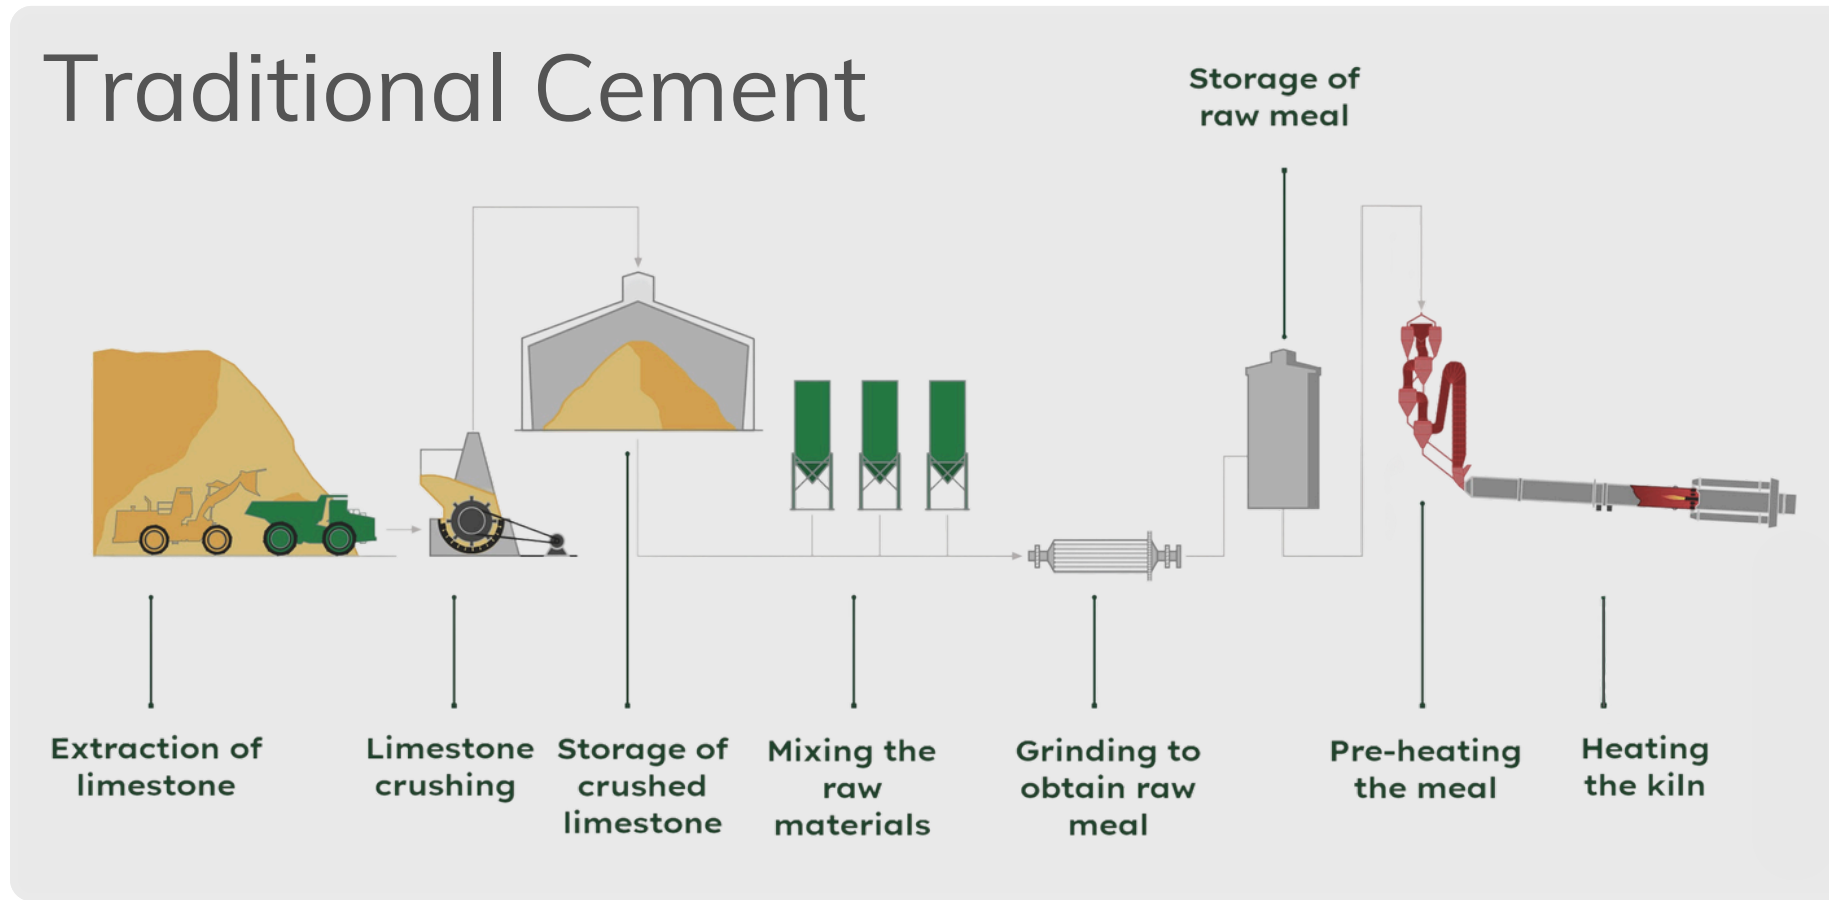 Traditional Cement
Storage of
raw meal
Extraction of
limestone
Limestone
crushing
Storage of
crushed
limestone
Mixing the
raw
materials
Grinding to
obtain raw
meal
Pre-heating
the meal
Heating
the kiln